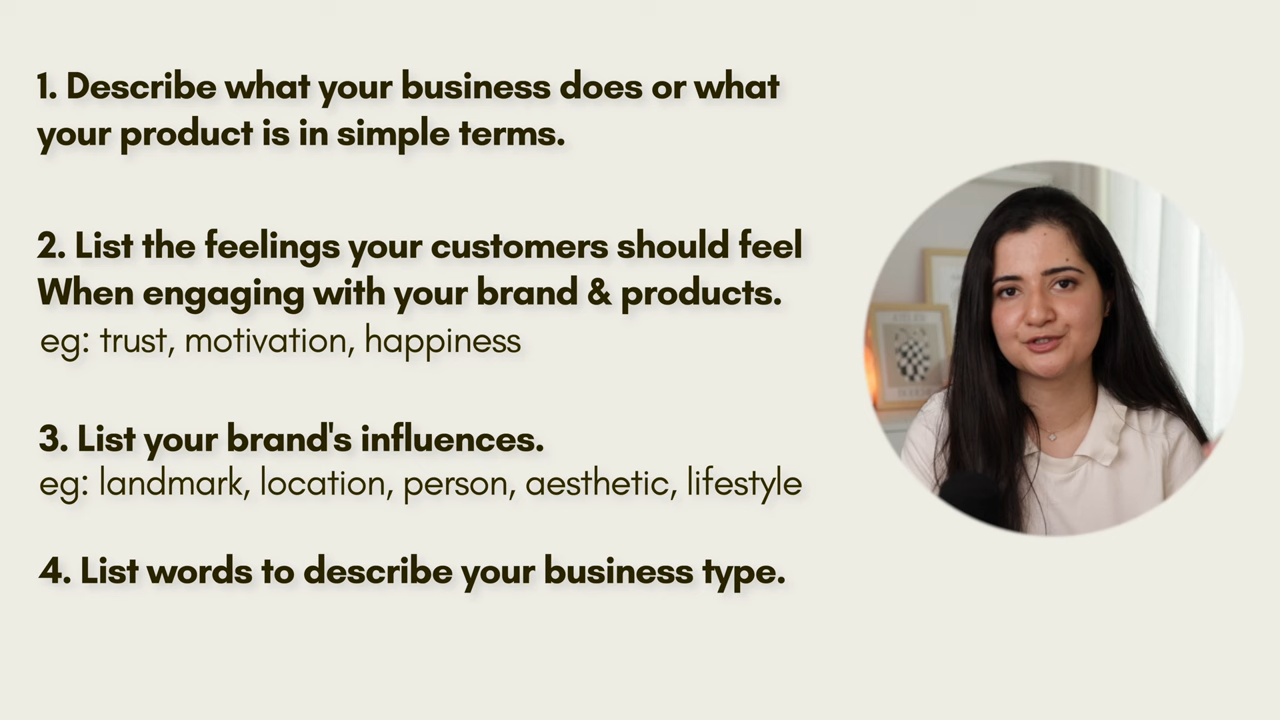 1. Describe what your business does or what
your product is in simple terms.
2. List the feelings your customers should feel
When engaging with your brand & products.
eg: trust, motivation, happiness
3. List your brand's influences.
eg: landmark, location, person, aesthetic, lifestyle
4. List words to describe your business type.